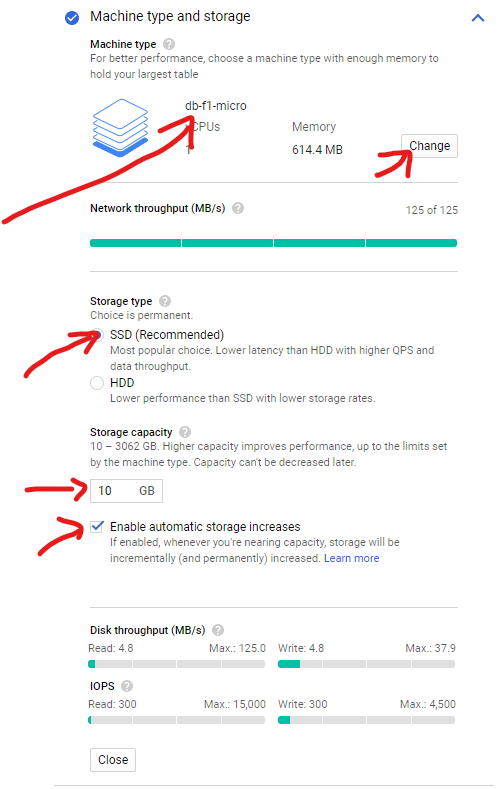 Machine type and storage
Machine type
For better performance, choose a machine type with enough memory to
hold your largest table
db-f1-micro
vCPUs
Memory
1
614.4 MB
Change
Network throughput (MB/s)
125 of 125
Storage type
Choice is permanent.
SSD (Recommended)
Most popular choice. Lower latency than HDD with higher QPS and
data throughput.
HDD
Lower performance than SSD with lower storage rates.
Storage capacity
10 – 3062 GB. Higher capacity improves performance, up to the limits set
by the machine type. Capacity can't be decreased later.
10 GB
Enable automatic storage increases
If enabled, whenever you're nearing capacity, storage will be
incrementally (and permanently) increased. Learn more
Disk throughput (MB/s)
Read: 4.8 Max.: 125.0 Write: 4.8 Max.: 37.9
IOPS
Read: 300 Max.: 15,000 Write: 300 Max.: 4,500
Close